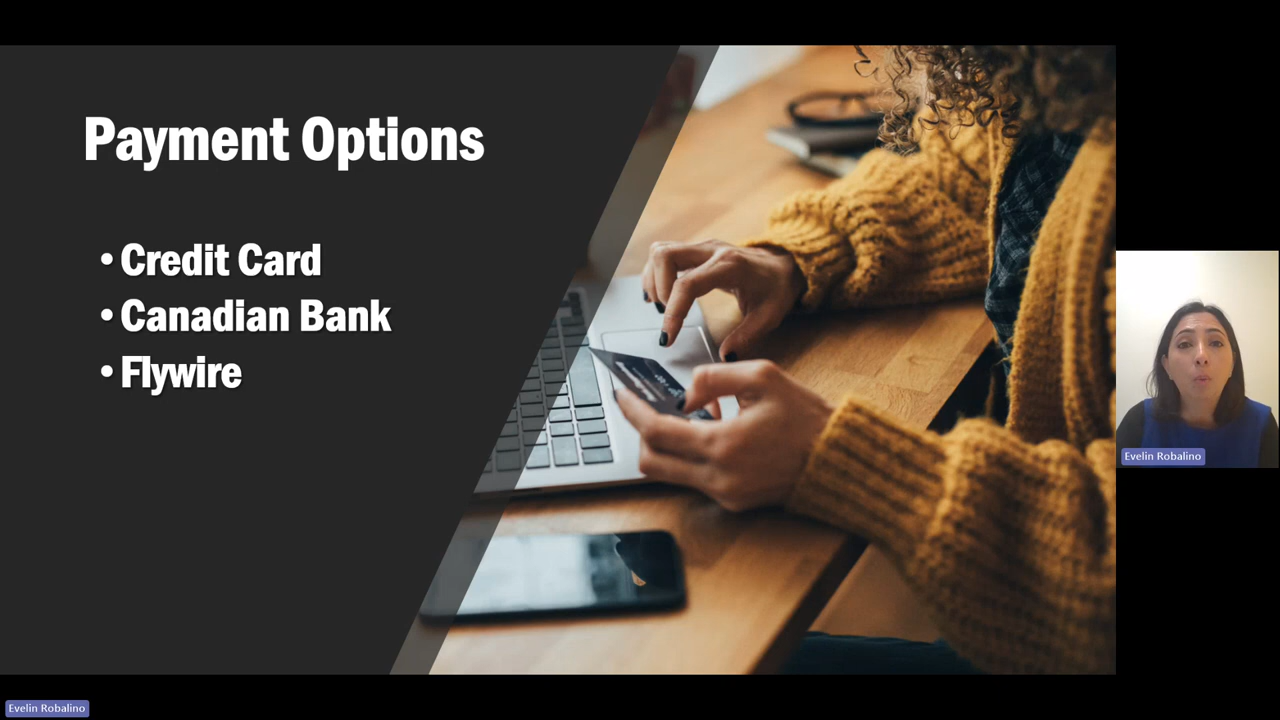 Payment Options
• Credit Card
• Canadian Bank
• Flywire
Evelin Robalino
Evelin Robalino